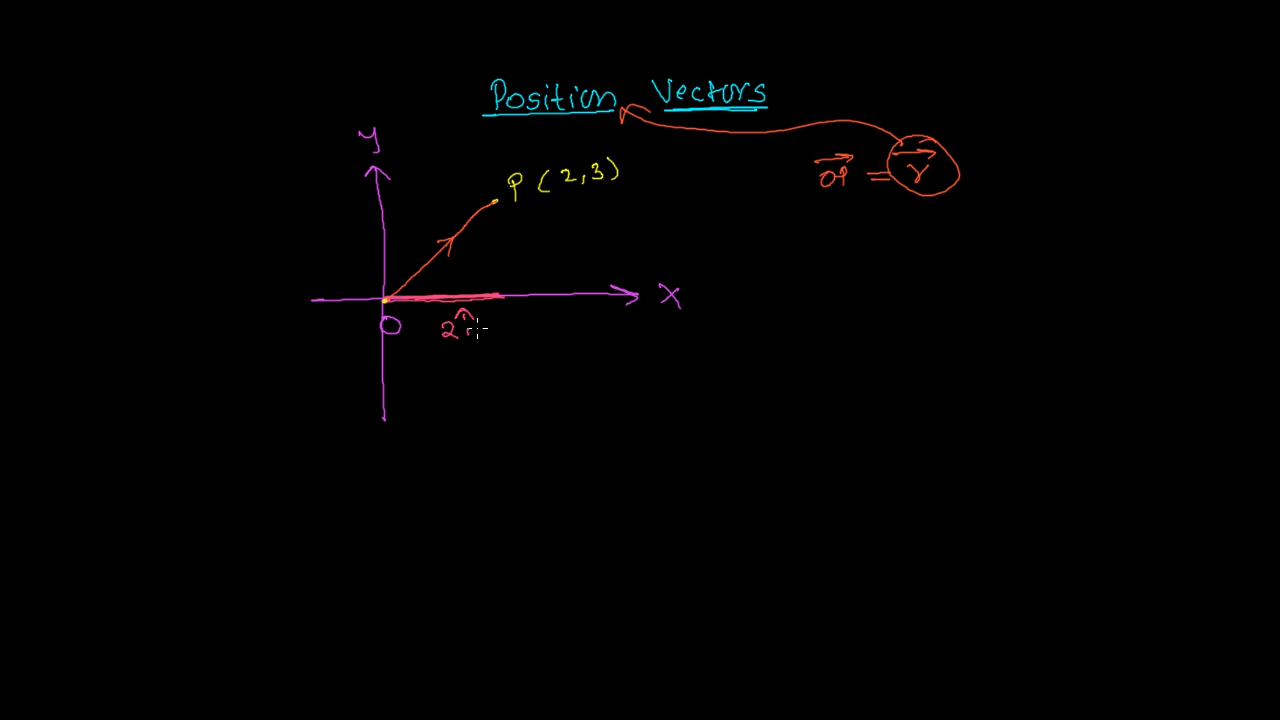 Position Vectors
y
P (2,3)
→OP = →r
X
O
2î